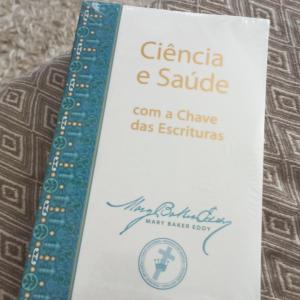 Ciência
e Saúde
com a Chave
das Escrituras
Mary Baker Eddy
MARY BAKER EDDY